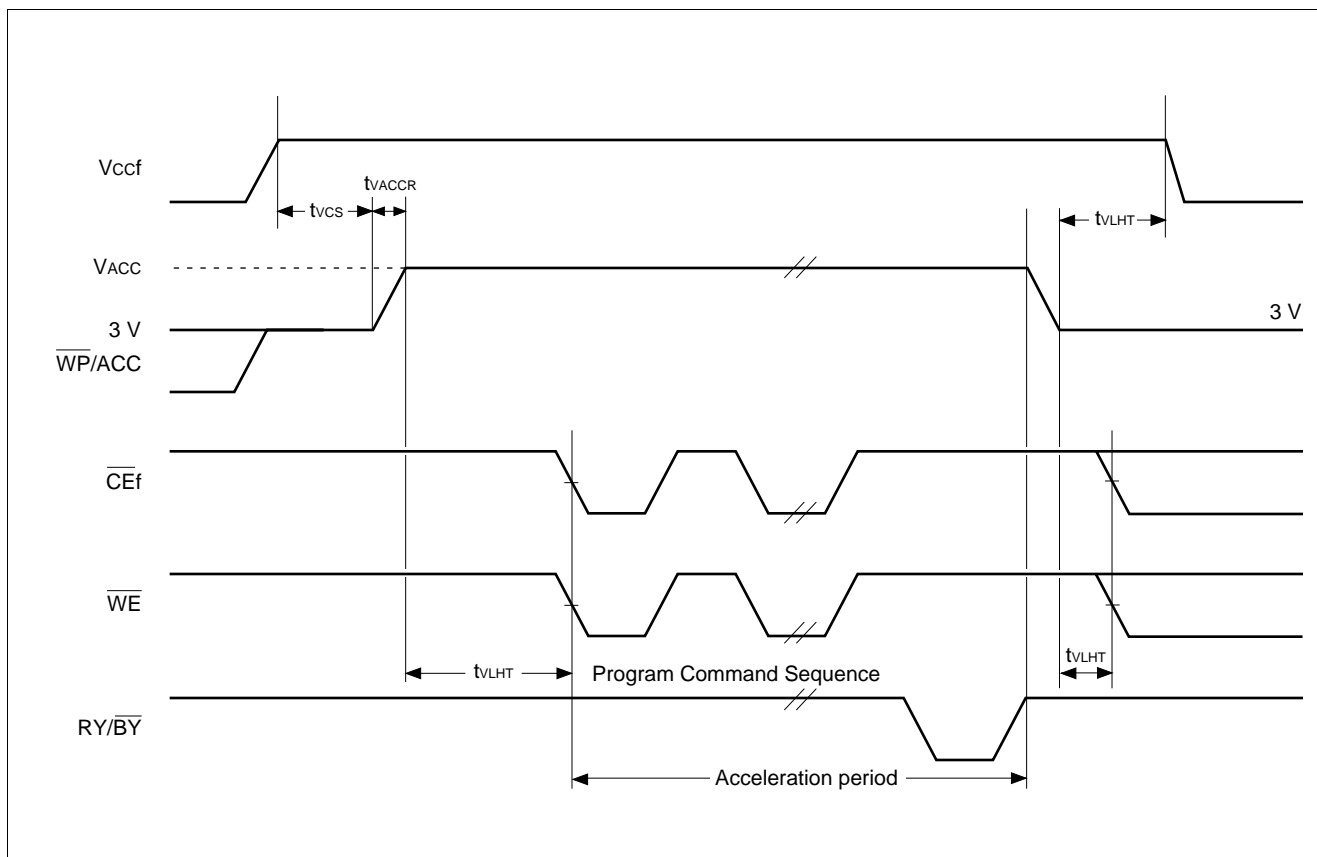 VCCf
tVACCR
tVCS
tVLHT
VACC
3 V
3 V
WP/ACC
CEf
WE
tVLHT
tVLHT
Program Command Sequence
RY/BY
Acceleration period